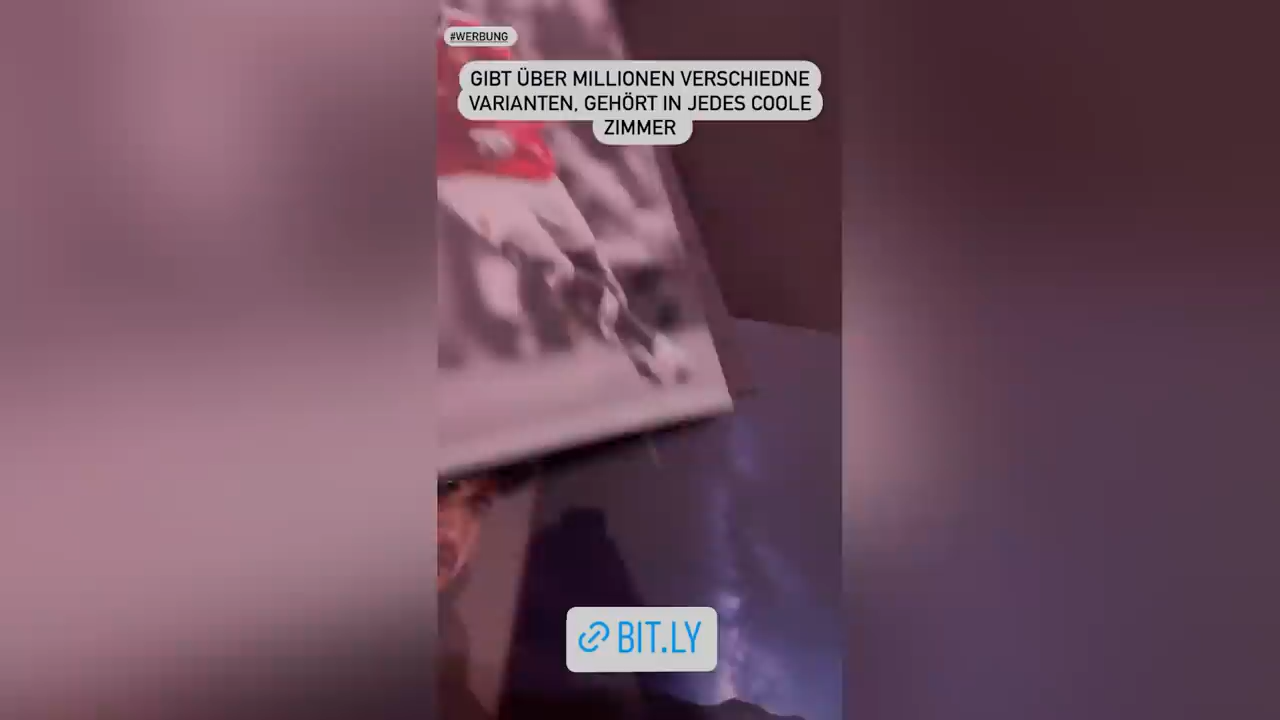 #WERBUNG
GIBT ÜBER MILLIONEN VERSCHIEDNE
VARIANTEN, GEHÖRT IN JEDES COOLE
ZIMMER
BIT.LY